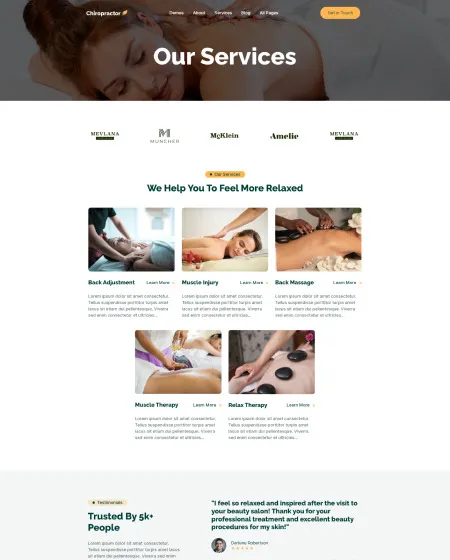 Chiropractor
Demos About Services Blog All Pages
Get in Touch
Our Services
MEVLANA
MUNCHER
McKlein
Amelie
MEVLANA
Our Services
We Help You To Feel More Relaxed
Back Adjustment Learn More
Muscle Injury Learn More
Back Massage Learn More
Lorem ipsum dolor sit amet consectetur.
Tellus suspendisse porttitor turpis amet
lacus sit in etiam dui pellentesque. Viverra
sed enim consectetur et ultricies...
Lorem ipsum dolor sit amet consectetur.
Tellus suspendisse porttitor turpis amet
lacus sit in etiam dui pellentesque. Viverra
sed enim consectetur et ultricies...
Lorem ipsum dolor sit amet consectetur.
Tellus suspendisse porttitor turpis amet
lacus sit in etiam dui pellentesque. Viverra
sed enim consectetur et ultricies...
Muscle Therapy Learn More
Relax Therapy Learn More
Lorem ipsum dolor sit amet consectetur.
Tellus suspendisse porttitor turpis amet
lacus sit in etiam dui pellentesque. Viverra
sed enim consectetur et ultricies...
Lorem ipsum dolor sit amet consectetur.
Tellus suspendisse porttitor turpis amet
lacus sit in etiam dui pellentesque. Viverra
sed enim consectetur et ultricies...
Testimonials
Trusted By 5k+
People
Lorem ipsum dolor sit amet consectetur.
Tellus suspendisse porttitor turpis amet
lacus sit in etiam dui pellentesque. Viverra
"I feel so relaxed and inspired after the visit to
your beauty salon! Thank you for your
professional treatment and excellent beauty
procedures for my skin!"
Darlene Robertson